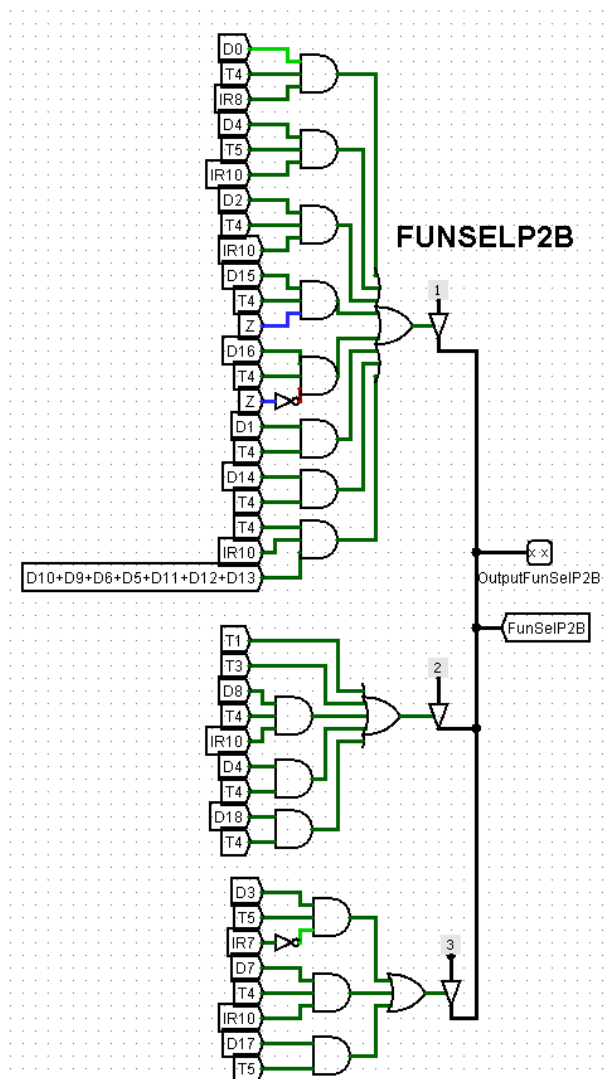 D0
T4
IR8
D4
T5
IR10
D2
T4
IR10
FUNSELP2B
D15
T4
Z
1
D16
T4
Z
D1
T4
D14
T4
T4
IR10
D10+D9+D6+D5+D11+D12+D13
x x
OutputFunSelP2B
FunSelP2B
T1
T3
D8
T4
IR10
2
D4
T4
D18
T4
D3
T5
IR7
3
D7
T4
IR10
D17
T5